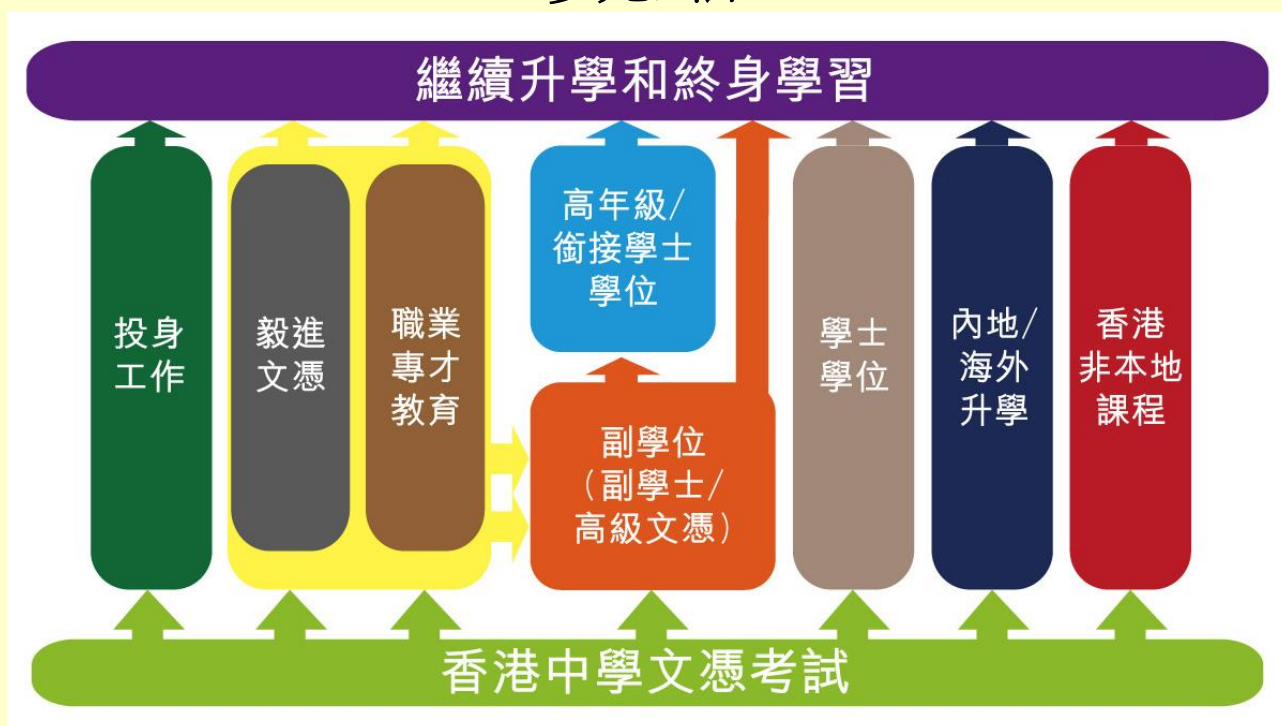 繼續升學和終身學習
投身
工作
毅進
文憑
職業
專才
教育
高年級/
銜接學士
學位
副學位
(副學士/
高級文憑)
學士
學位
內地/
海外
升學
香港
非本地
課程
香港中學文憑考試